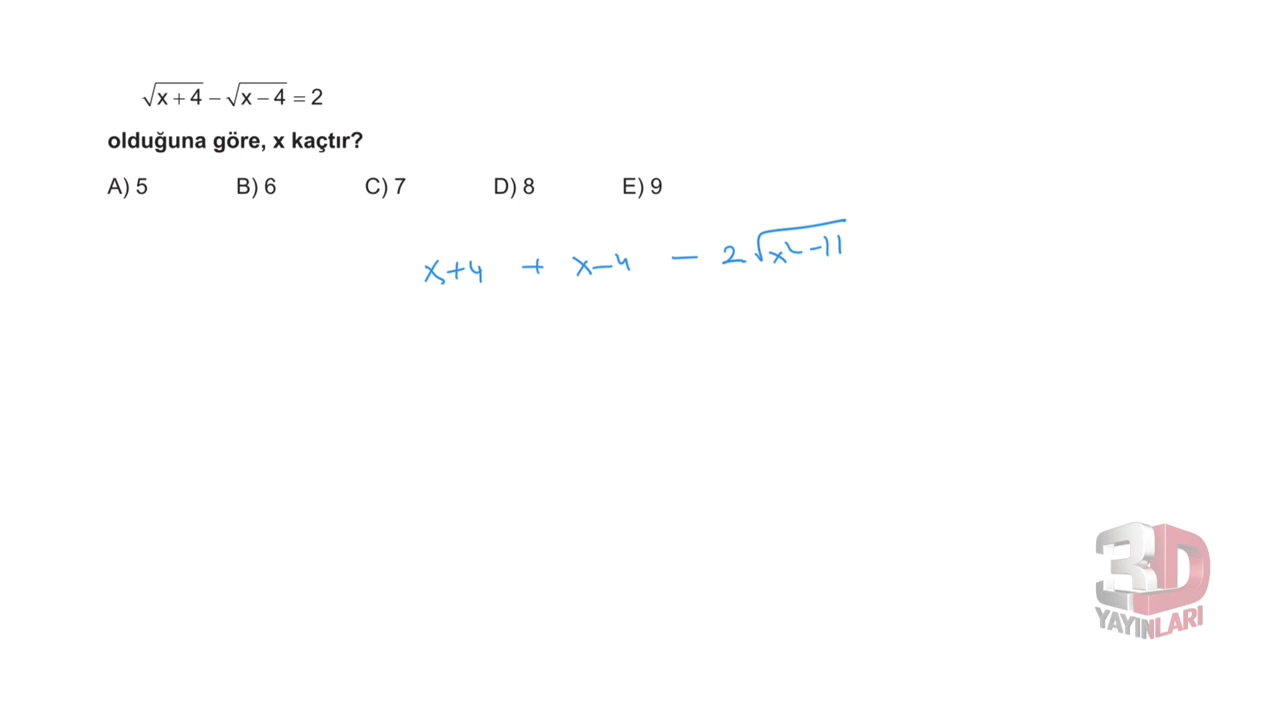 √x + 4 – √x – 4 = 2
olduğuna göre, x kaçtır?
A) 5 B) 6 C) 7 D) 8 E) 9
x+4 + x-4 - 2√x²-11
3D
YAYINLARI